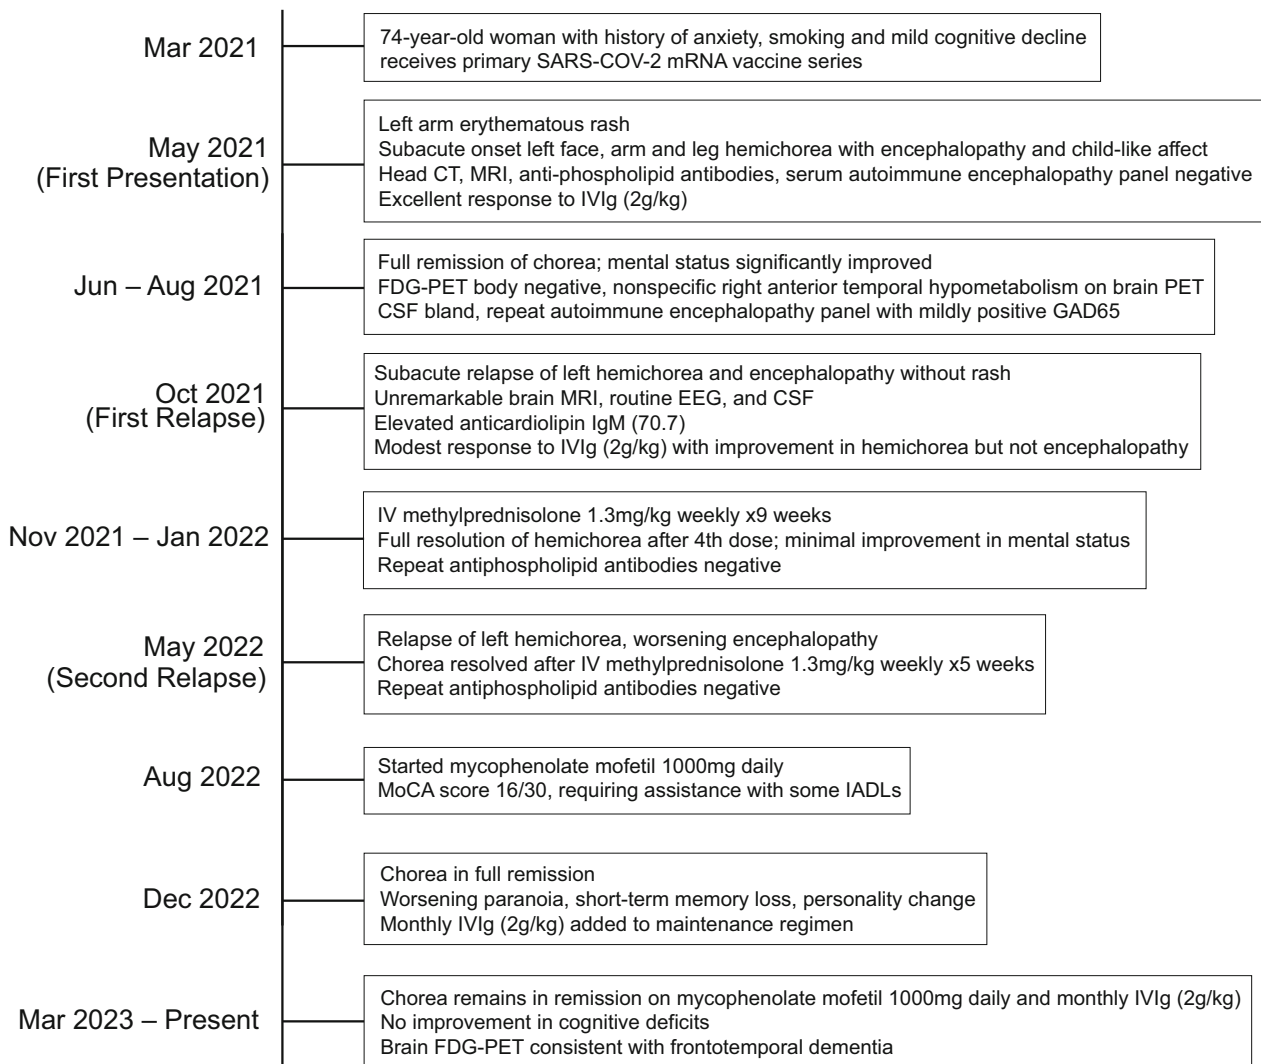 Mar 2021
74-year-old woman with history of anxiety, smoking and mild cognitive decline
receives primary SARS-COV-2 mRNA vaccine series
May 2021
(First Presentation)
Left arm erythematous rash
Subacute onset left face, arm and leg hemichorea with encephalopathy and child-like affect
Head CT, MRI, anti-phospholipid antibodies, serum autoimmune encephalopathy panel negative
Excellent response to IVIg (2g/kg)
Jun – Aug 2021
Full remission of chorea; mental status significantly improved
FDG-PET body negative, nonspecific right anterior temporal hypometabolism on brain PET
CSF bland, repeat autoimmune encephalopathy panel with mildly positive GAD65
Oct 2021
(First Relapse)
Subacute relapse of left hemichorea and encephalopathy without rash
Unremarkable brain MRI, routine EEG, and CSF
Elevated anticardiolipin IgM (70.7)
Modest response to IVIg (2g/kg) with improvement in hemichorea but not encephalopathy
Nov 2021 – Jan 2022
IV methylprednisolone 1.3mg/kg weekly x9 weeks
Full resolution of hemichorea after 4th dose; minimal improvement in mental status
Repeat antiphospholipid antibodies negative
May 2022
(Second Relapse)
Relapse of left hemichorea, worsening encephalopathy
Chorea resolved after IV methylprednisolone 1.3mg/kg weekly x5 weeks
Repeat antiphospholipid antibodies negative
Aug 2022
Started mycophenolate mofetil 1000mg daily
MoCA score 16/30, requiring assistance with some IADLs
Dec 2022
Chorea in full remission
Worsening paranoia, short-term memory loss, personality change
Monthly IVIg (2g/kg) added to maintenance regimen
Mar 2023 – Present
Chorea remains in remission on mycophenolate mofetil 1000mg daily and monthly IVIg (2g/kg)
No improvement in cognitive deficits
Brain FDG-PET consistent with frontotemporal dementia